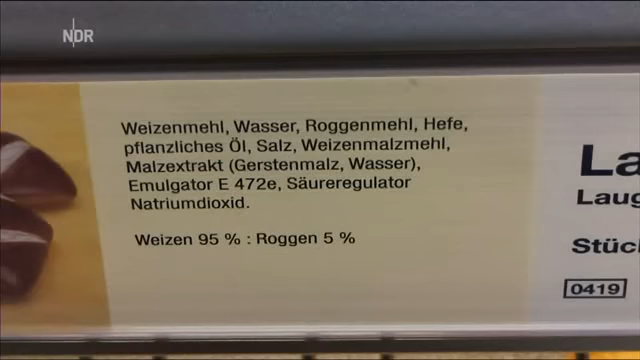 NDR
Weizenmehl, Wasser, Roggenmehl, Hefe,
pflanzliches Öl, Salz, Weizenmalzmehl,
Malzextrakt (Gerstenmalz, Wasser),
Emulgator E 472e, Säureregulator
Natriumdioxid.
Weizen 95 % : Roggen 5 %
La
Laug
Stüc
0419